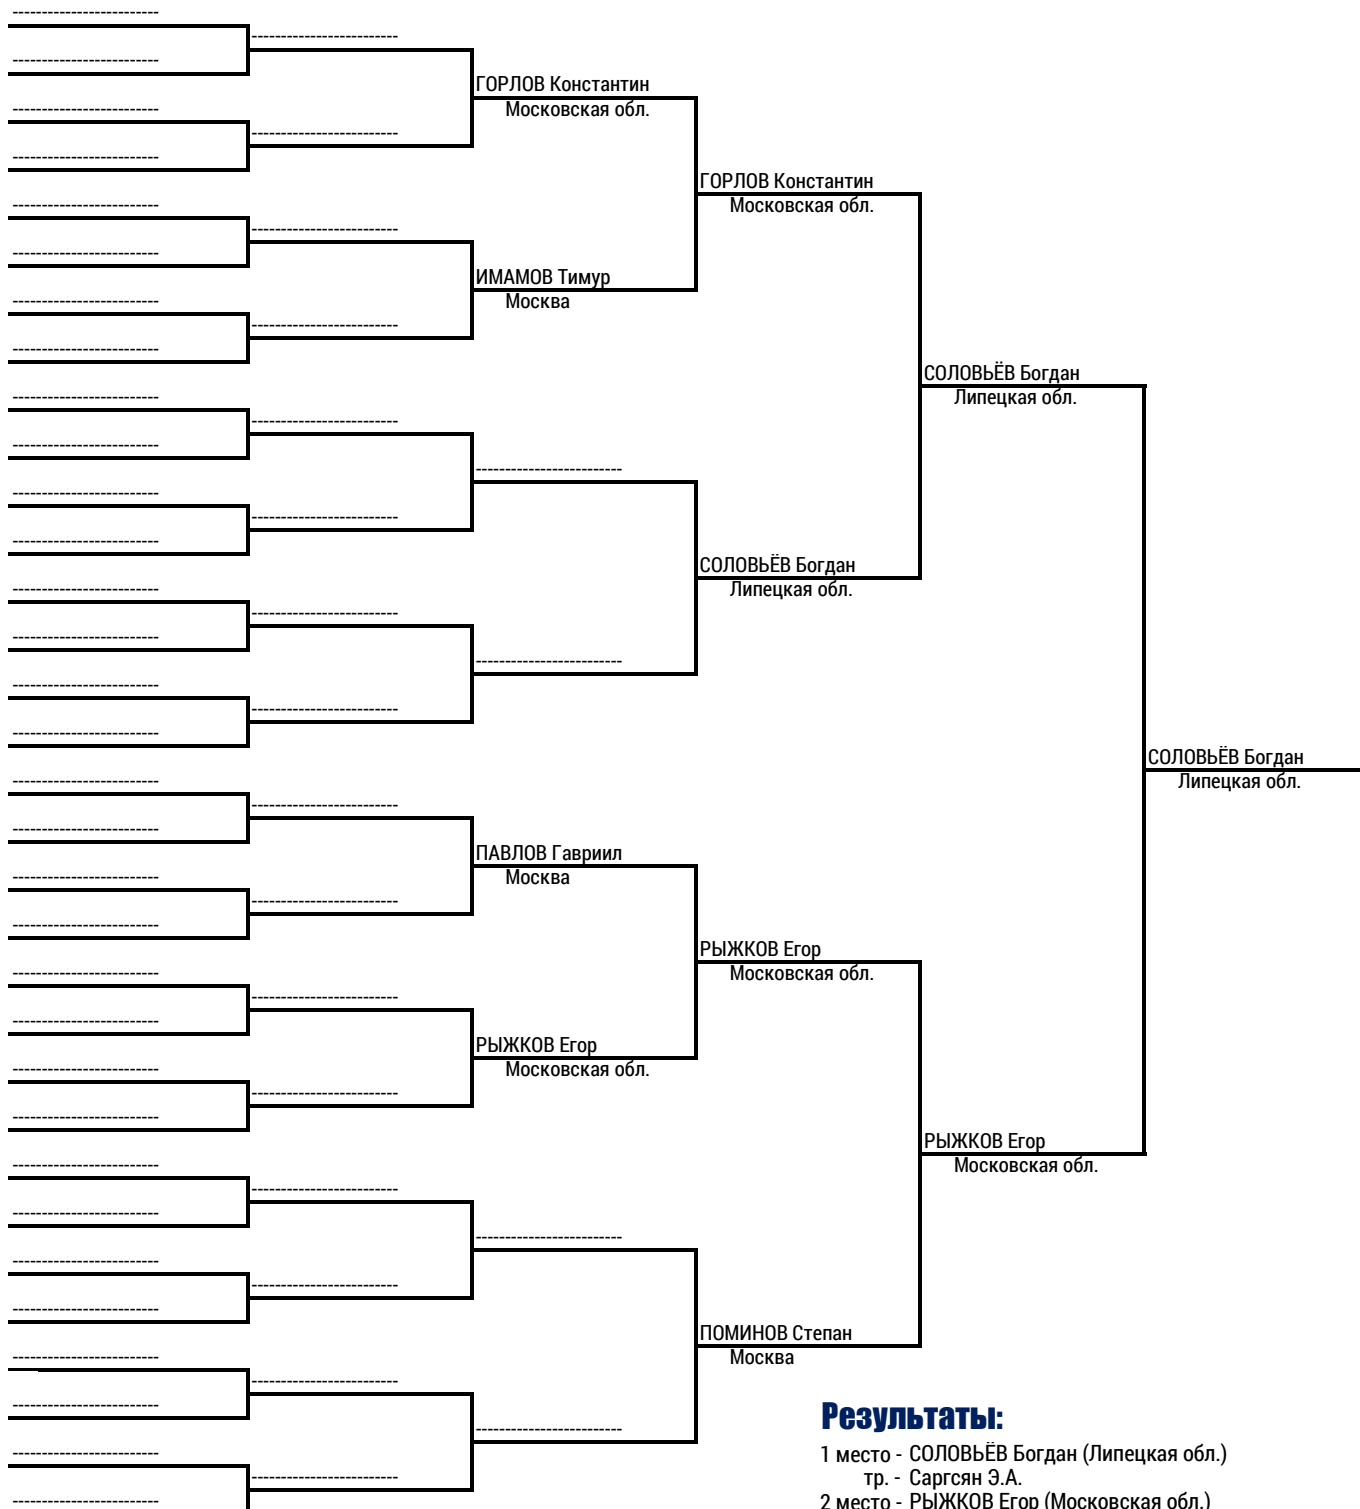 ГОРЛОВ Константин
Московская обл.
ГОРЛОВ Константин
Московская обл.
ИМАМОВ Тимур
Москва
СОЛОВЬЁВ Богдан
Липецкая обл.
СОЛОВЬЁВ Богдан
Липецкая обл.
СОЛОВЬЁВ Богдан
Липецкая обл.
ПАВЛОВ Гавриил
Москва
РЫЖКОВ Егор
Московская обл.
РЫЖКОВ Егор
Московская обл.
РЫЖКОВ Егор
Московская обл.
ПОМИНОВ Степан
Москва
Результаты:
1 место - СОЛОВЬЁВ Богдан (Липецкая обл.)
тр. - Саргсян Э.А.
2 место - РЫЖКОВ Егор (Московская обл.)